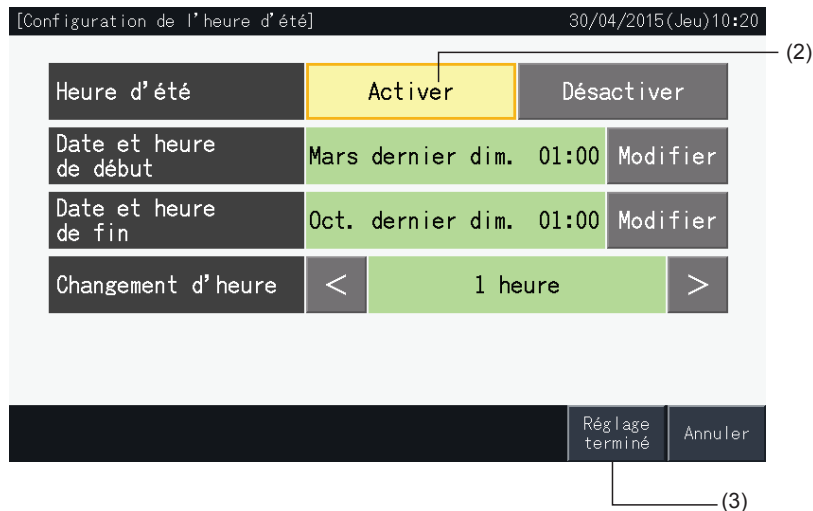 [Configuration de l'heure d'été] 30/04/2015(Jeu)10:20
(2)
Heure d'été Activer Désactiver
Date et heure
de début
Mars dernier dim. 01:00 Modifier
Date et heure
de fin
Oct. dernier dim. 01:00 Modifier
Changement d'heure < 1 heure >
Réglage
terminé
Annuler
(3)